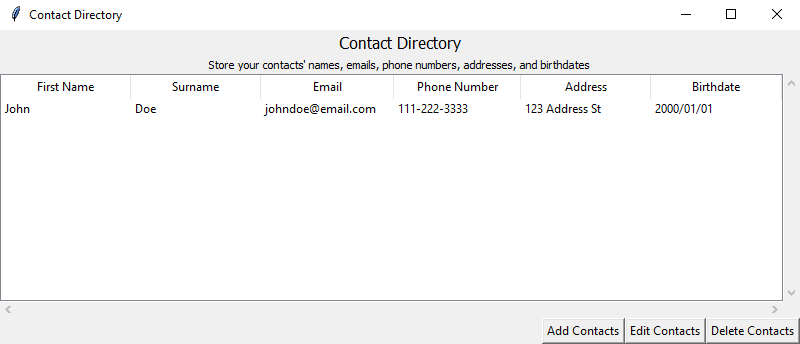 Contact Directory
Contact Directory
Store your contacts' names, emails, phone numbers, addresses, and birthdates
First Name Surname Email Phone Number Address Birthdate
John Doe johndoe@email.com 111-222-3333 123 Address St 2000/01/01
Add Contacts Edit Contacts Delete Contacts